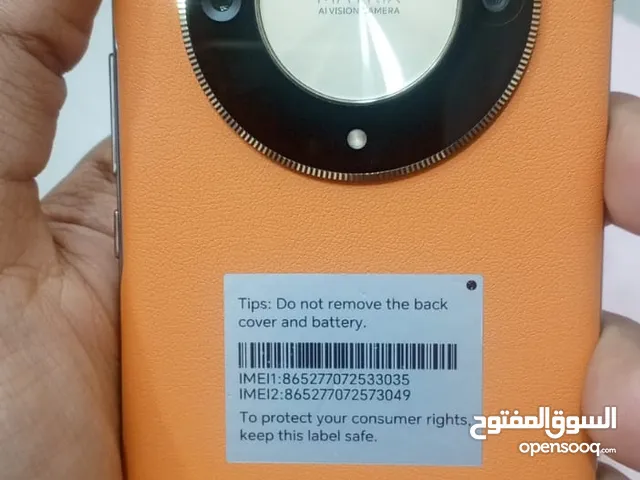 AI VISION CAMERA
Tips: Do not remove the back
cover and battery.
IMEI1:865277072533035
IMEI2:865277072573049
To protect your consumer rights,
keep this label safe.
السوق المفتوح
opensooq.com